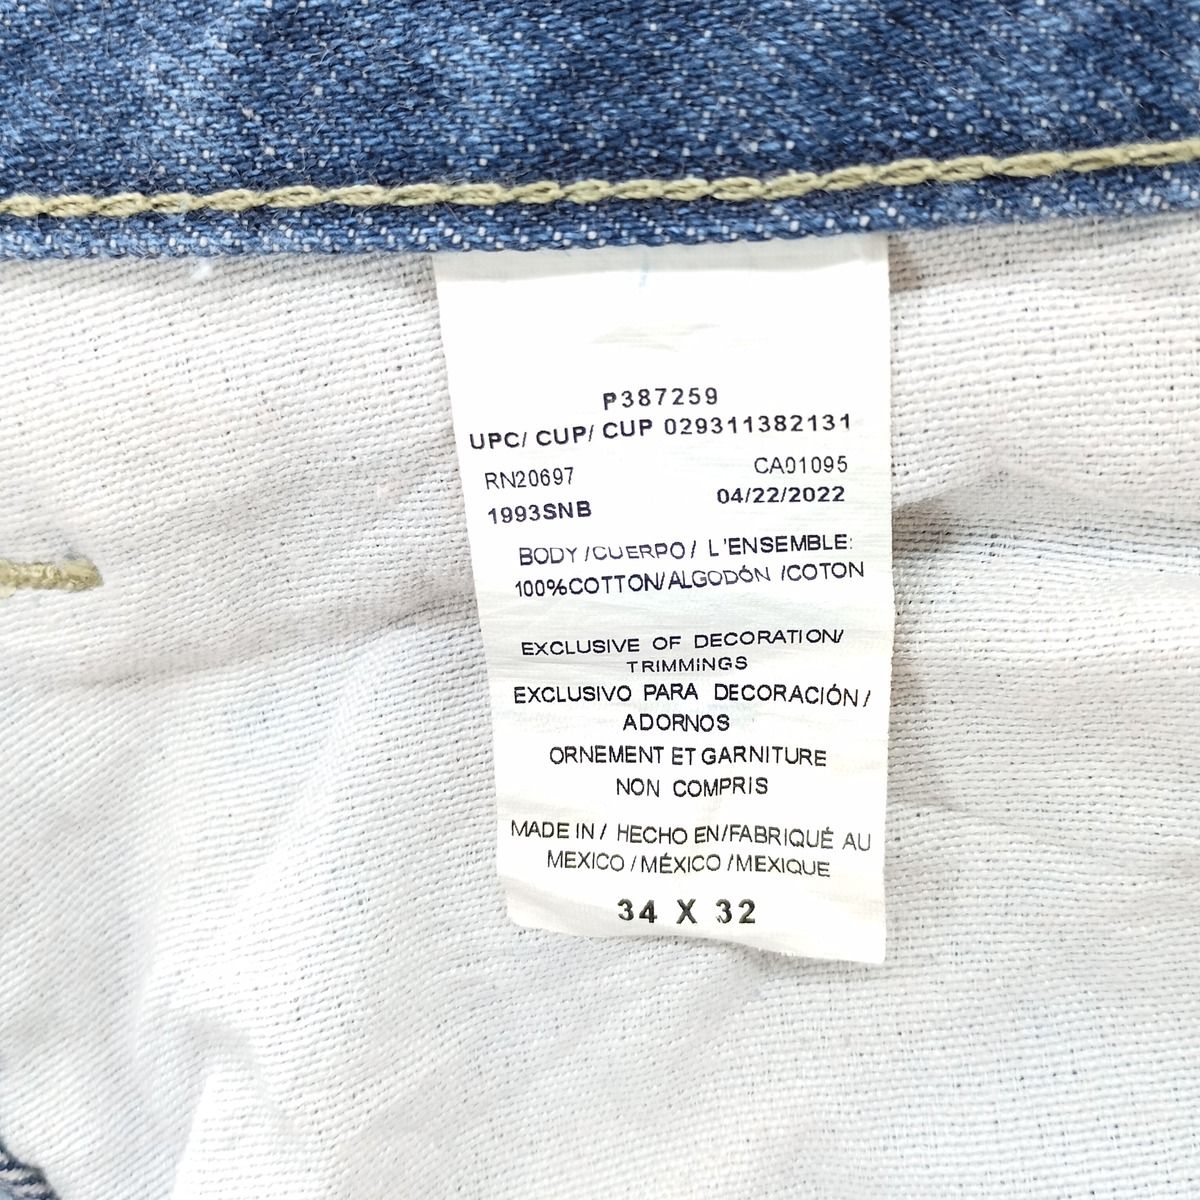 P387259
UPC/ CUP/ CUP 029311382131
RN20697 CA01095
1993SNB 04/22/2022
BODY /CUERPO/ L'ENSEMBLE:
100%COTTON/ALGODÓN /COTON
EXCLUSIVE OF DECORATION/
TRIMMINGS
EXCLUSIVO PARA DECORACIÓN/
ADORNOS
ORNEMENT ET GARNITURE
NON COMPRIS
MADE IN/ HECHO EN/FABRIQUÉ AU
MEXICO /MÉXICO /MEXIQUE
34 X 32